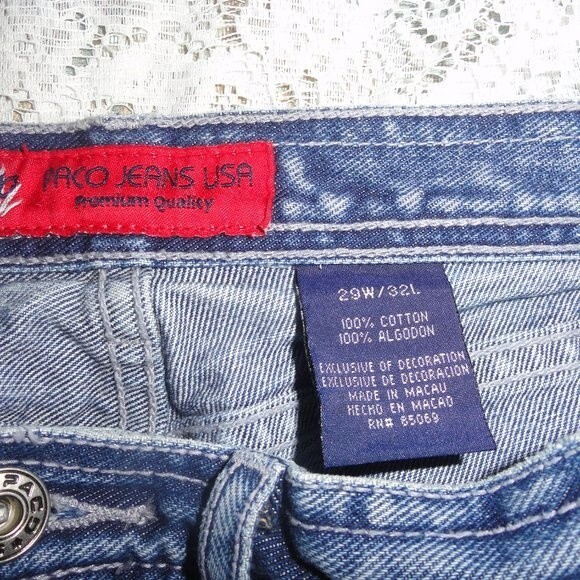 PACO JEANS USA
Premium Quality
29W/32L
100% COTTON
100% ALGODON
EXCLUSIVE OF DECORATION
EXCLUSIVE DE DECORACION
MADE IN MACAU
HECHO EN MACAO
RN# 85069
PACO